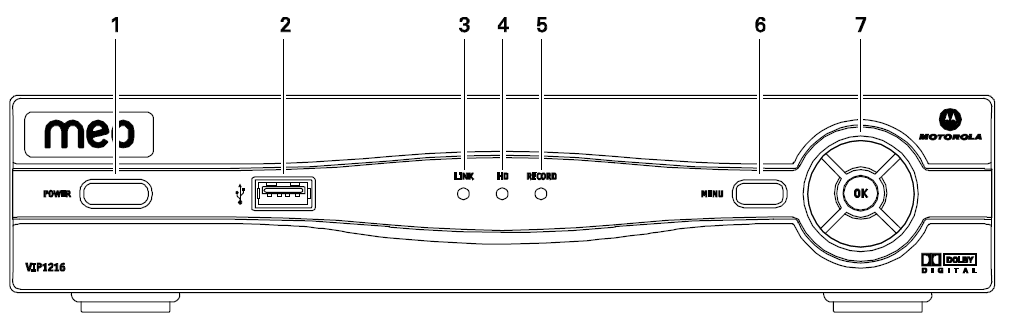 1 2 3 4 5 6 7
meo
MOTOROLA
LINK HD RECORD
POWER
MENU
OK
VIP1216
DOLBY
DIGITAL